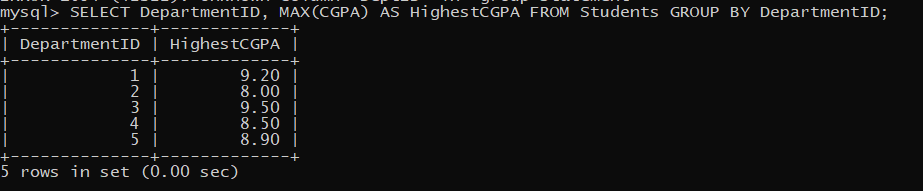 mysql> SELECT DepartmentID, MAX(CGPA) AS HighestCGPA FROM Students GROUP BY DepartmentID;
+--------------+-------------+
| DepartmentID | HighestCGPA |
+--------------+-------------+
|            1 |        9.20 |
|            2 |        8.00 |
|            3 |        9.50 |
|            4 |        8.50 |
|            5 |        8.90 |
+--------------+-------------+
5 rows in set (0.00 sec)